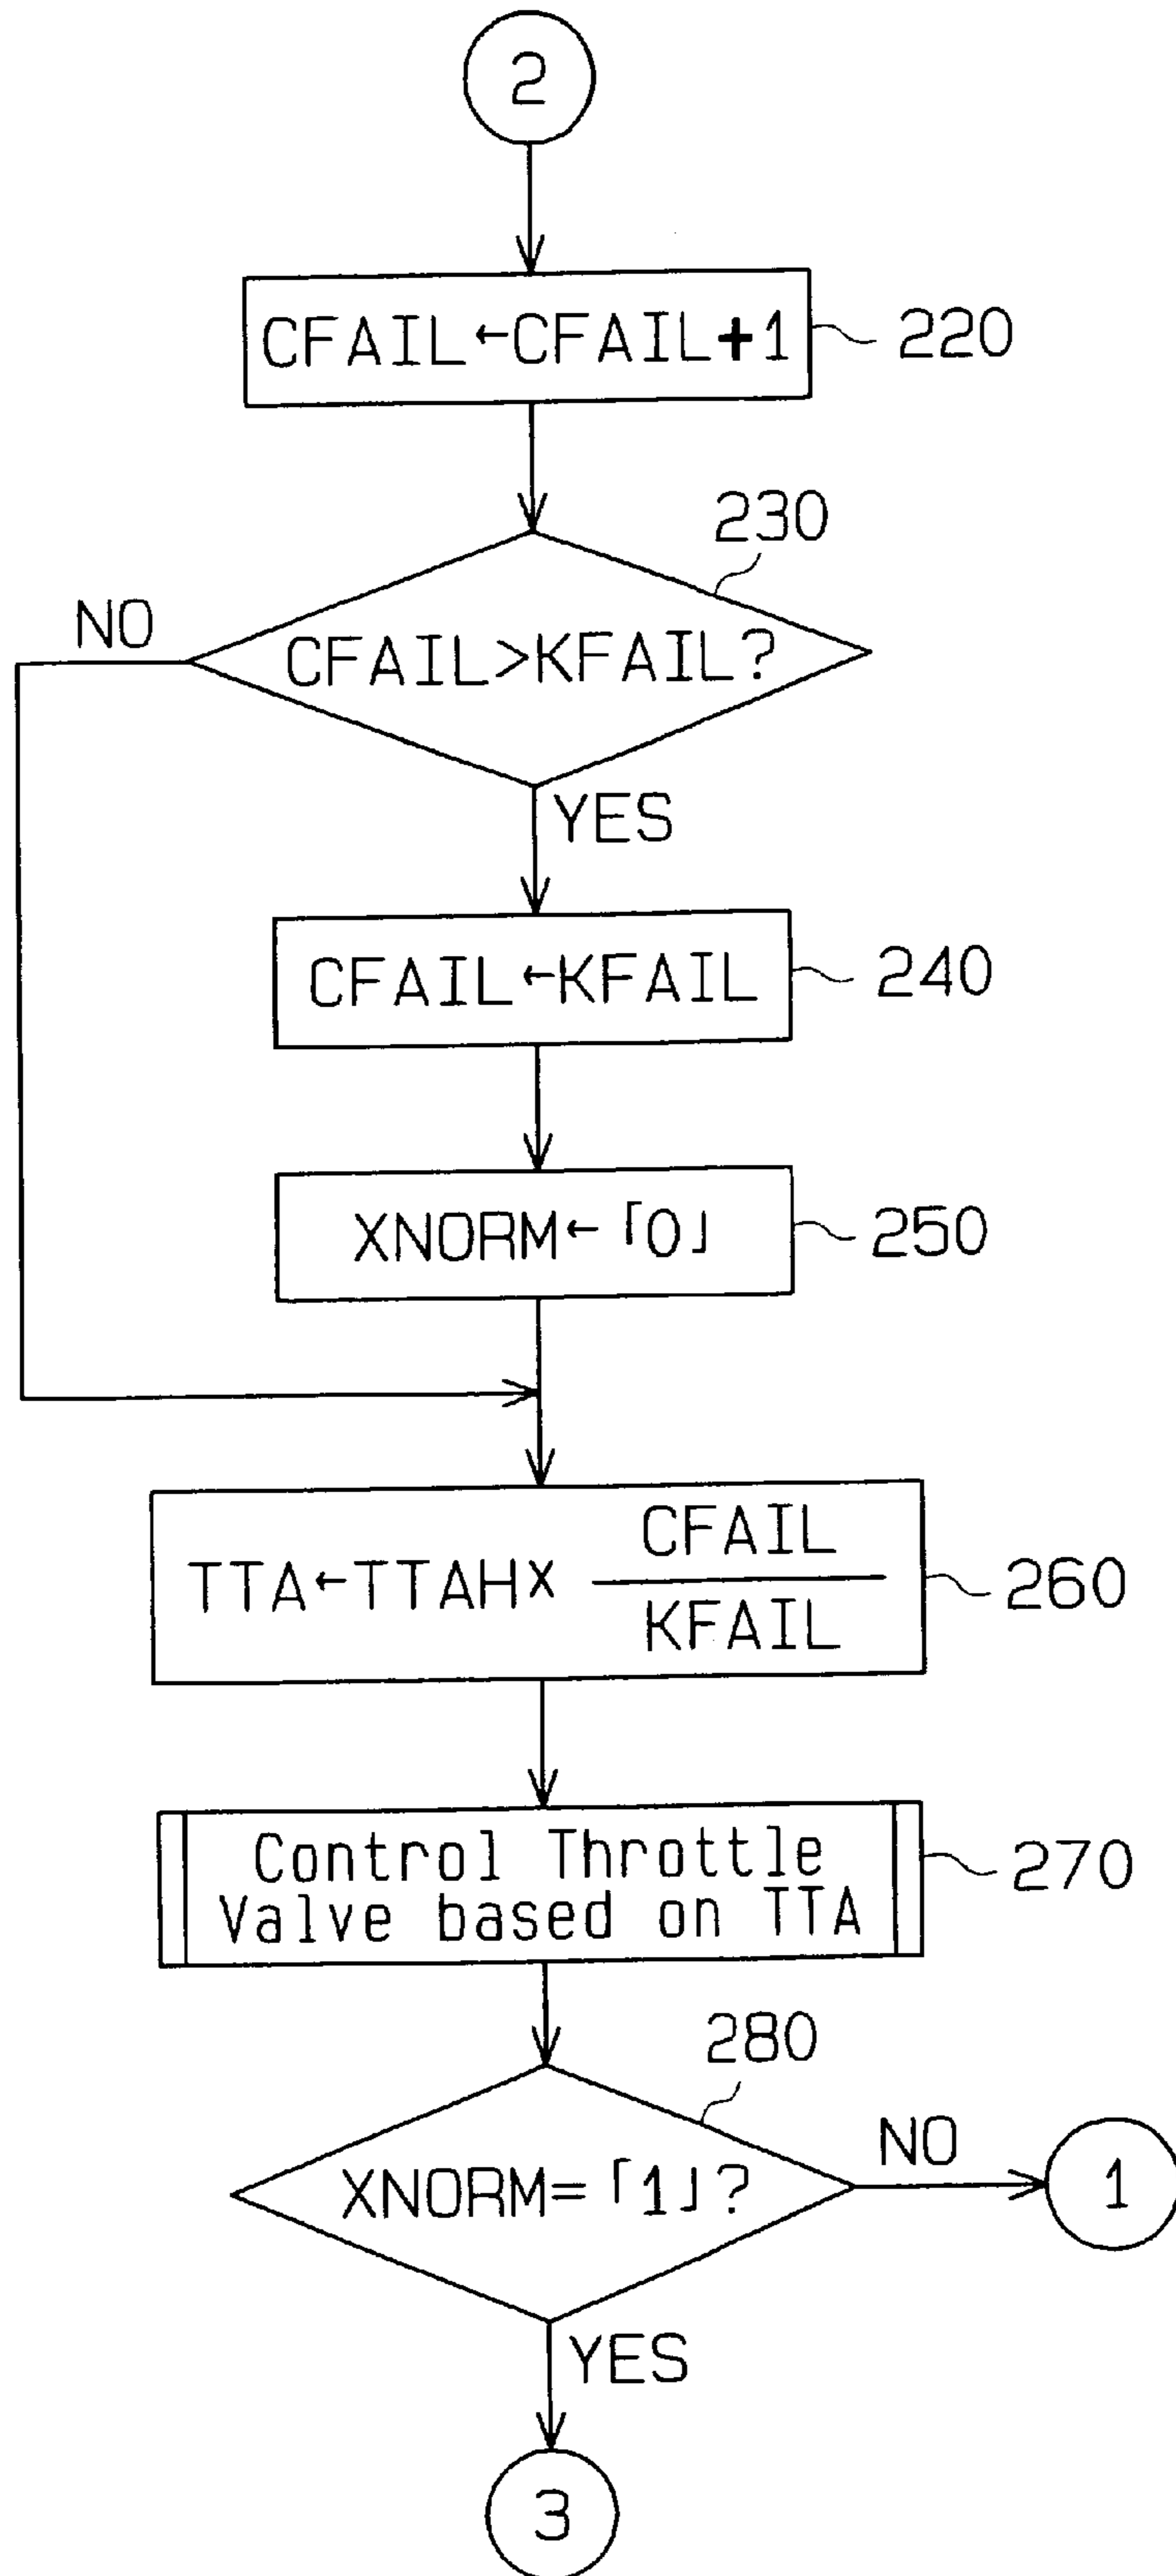 2
CFAIL←CFAIL+1
220
230
NO
CFAIL>KFAIL?
YES
CFAIL←KFAIL
240
XNORM←「0」
250
TTA←TTAH×
CFAIL
KFAIL
260
Control Throttle
Valve based on TTA
270
280
XNORM=「1」?
NO
1
YES
3